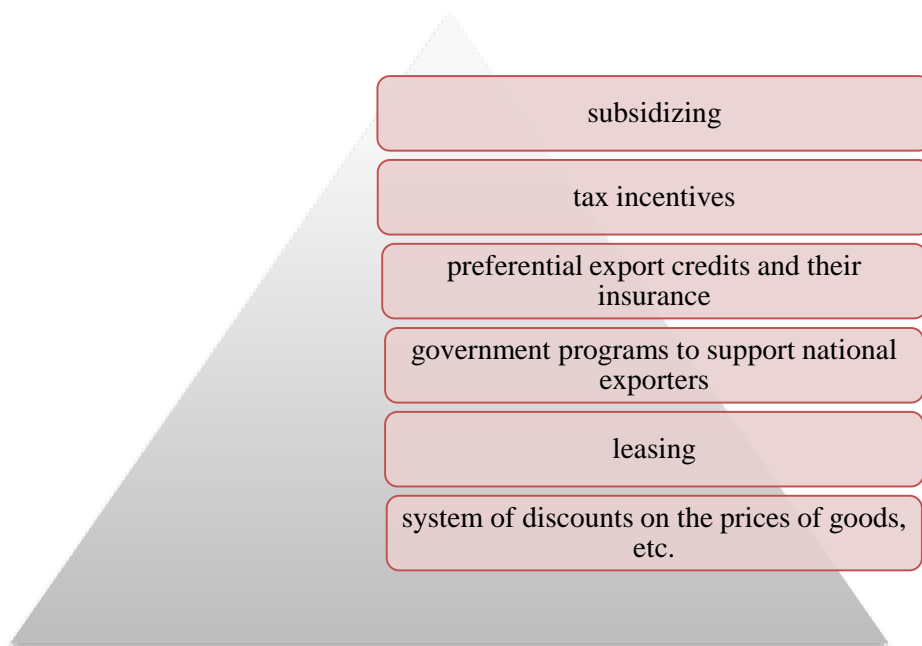 subsidizing
tax incentives
preferential export credits and their
insurance
government programs to support national
exporters
leasing
system of discounts on the prices of goods,
etc.